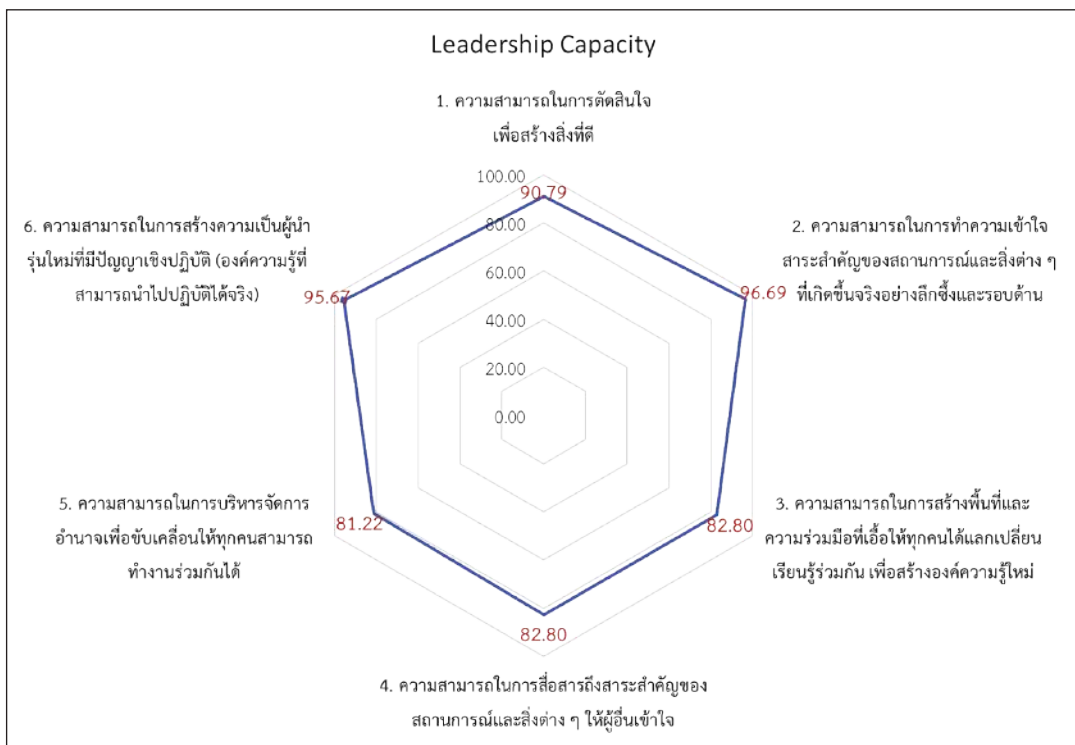 Leadership Capacity
1. ความสามารถในการตัดสินใจ
เพื่อสร้างสิ่งที่ดี
100.00
90.79
80.00
60.00
40.00
20.00
0.00
2. ความสามารถในการทำความเข้าใจ
สาระสำคัญของสถานการณ์และสิ่งต่าง ๆ
ที่เกิดขึ้นจริงอย่างลึกซึ้งและรอบด้าน
96.69
3. ความสามารถในการสร้างพื้นที่และ
ความร่วมมือที่เอื้อให้ทุกคนได้แลกเปลี่ยน
เรียนรู้ร่วมกัน เพื่อสร้างองค์ความรู้ใหม่
82.80
82.80
4. ความสามารถในการสื่อสารถึงสาระสำคัญของ
สถานการณ์และสิ่งต่าง ๆ ให้ผู้อื่นเข้าใจ
5. ความสามารถในการบริหารจัดการ
อำนาจเพื่อขับเคลื่อนให้ทุกคนสามารถ
ทำงานร่วมกันได้
81.22
6. ความสามารถในการสร้างความเป็นผู้นำ
รุ่นใหม่ที่มีปัญญาเชิงปฏิบัติ (องค์ความรู้ที่
สามารถนำไปปฏิบัติได้จริง)
95.67